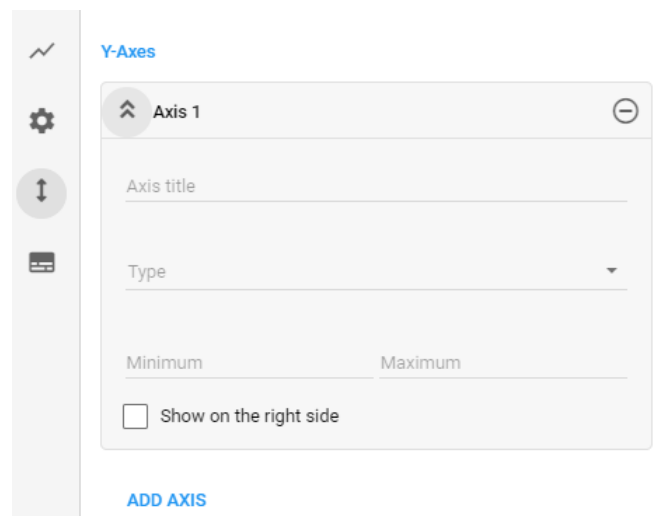 Y-Axes
Axis 1
Axis title
Type
Minimum Maximum
Show on the right side
ADD AXIS